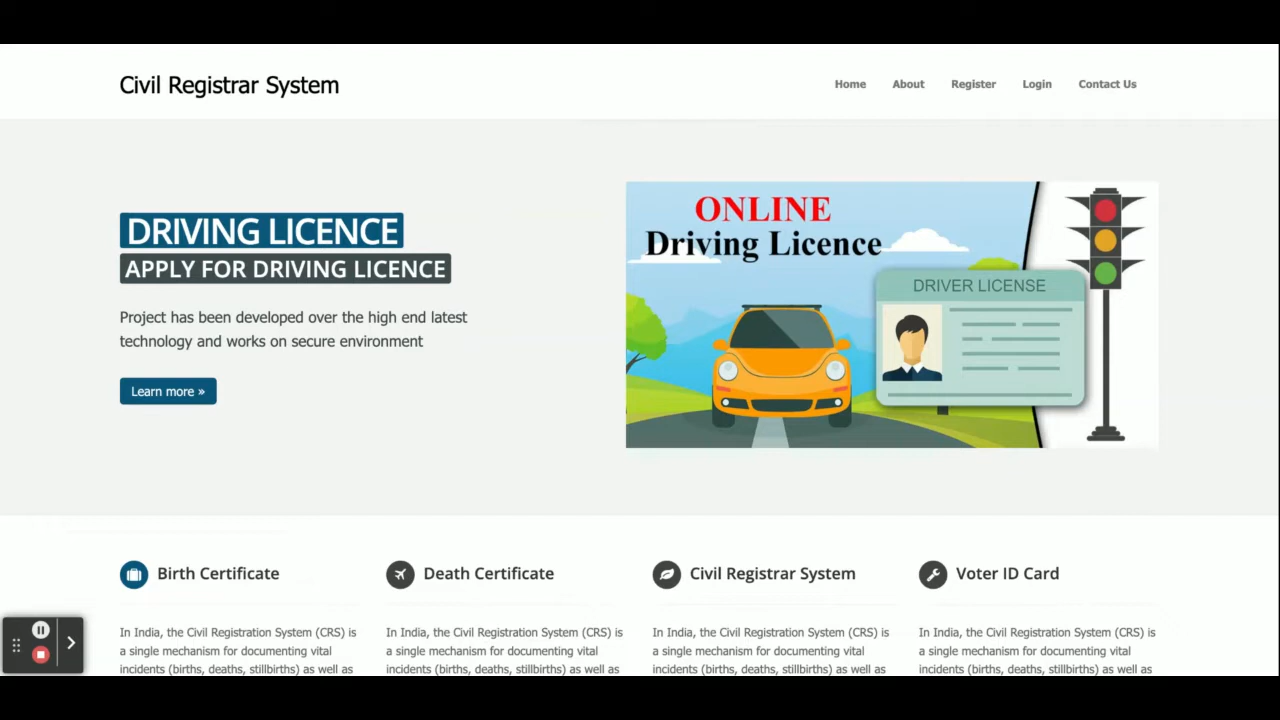 Civil Registrar System
Home About Register Login Contact Us
DRIVING LICENCE
APPLY FOR DRIVING LICENCE
Project has been developed over the high end latest
technology and works on secure environment
Learn more »
ONLINE
Driving Licence
DRIVER LICENSE
Birth Certificate
In India, the Civil Registration System (CRS) is
a single mechanism for documenting vital
incidents (births, deaths, stillbirths) as well as
Death Certificate
In India, the Civil Registration System (CRS) is
a single mechanism for documenting vital
incidents (births, deaths, stillbirths) as well as
Civil Registrar System
In India, the Civil Registration System (CRS) is
a single mechanism for documenting vital
incidents (births, deaths, stillbirths) as well as
Voter ID Card
In India, the Civil Registration System (CRS) is
a single mechanism for documenting vital
incidents (births, deaths, stillbirths) as well as